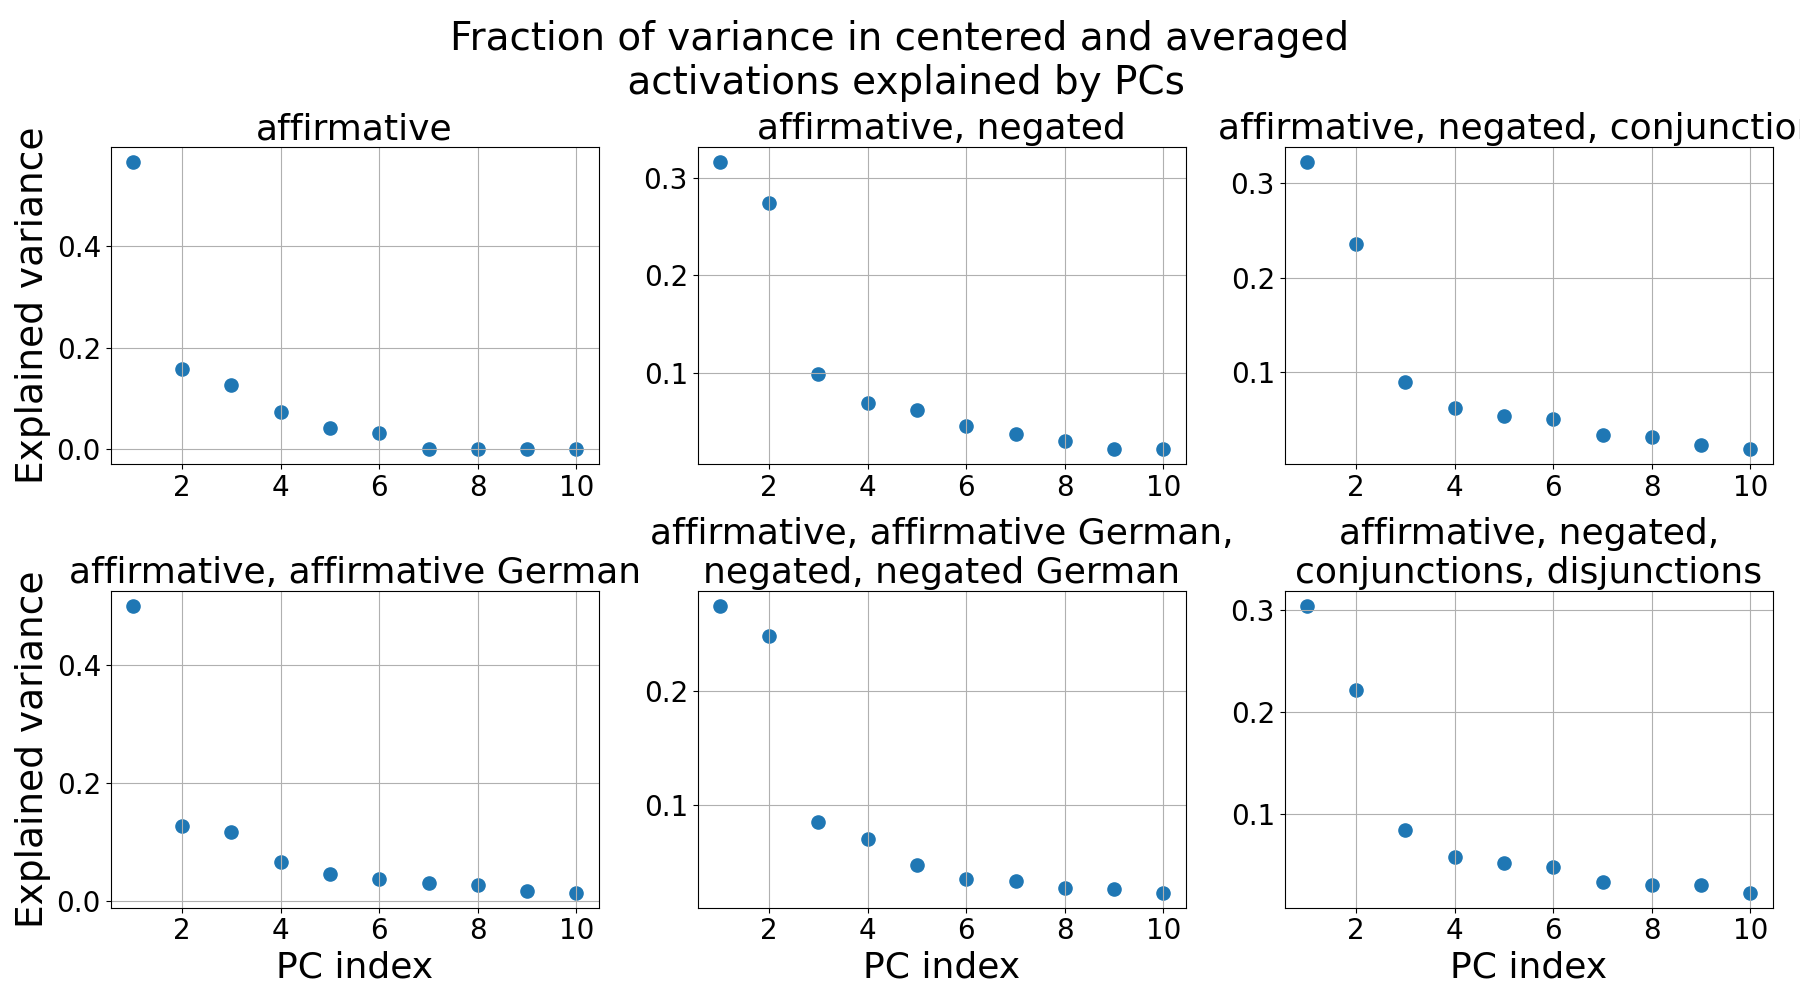 Fraction of variance in centered and averaged
activations explained by PCs
affirmative
affirmative, negated
affirmative, negated, conjunction
Explained variance
0.4
0.2
0.0
2 4 6 8 10
0.3
0.2
0.1
2 4 6 8 10
0.3
0.2
0.1
2 4 6 8 10
affirmative, affirmative German
affirmative, affirmative German,
negated, negated German
affirmative, negated,
conjunctions, disjunctions
Explained variance
0.4
0.2
0.0
2 4 6 8 10
PC index
0.2
0.1
2 4 6 8 10
PC index
0.3
0.2
0.1
2 4 6 8 10
PC index